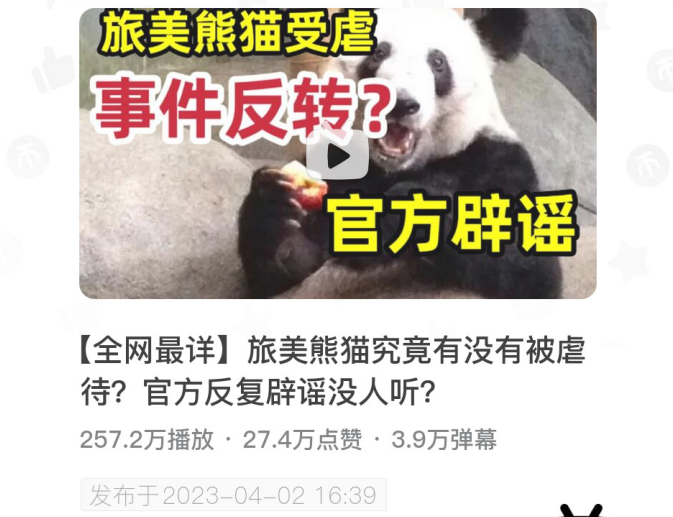 旅美熊猫受虐
事件反转?
官方辟谣
【全网最详】旅美熊猫究竟有没有被虐
待?官方反复辟谣没人听?
257.2万播放 · 27.4万点赞 · 3.9万弹幕
发布于2023-04-02 16:39